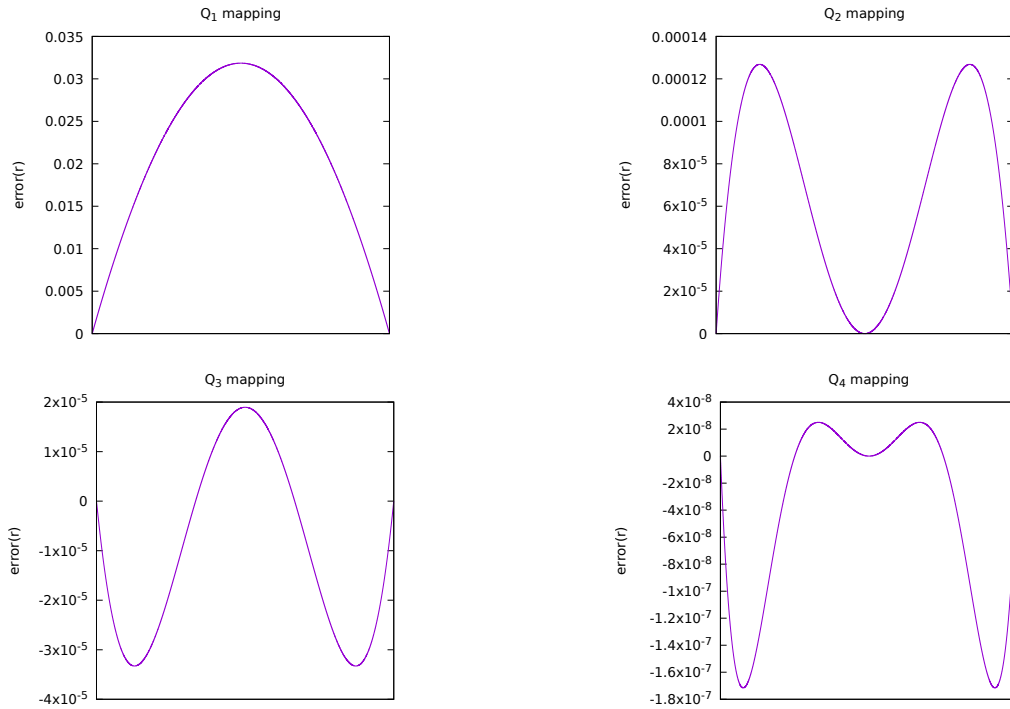 Q₁ mapping
0.035
0.03
0.025
0.02
0.015
0.01
0.005
0
error(r)
Q₂ mapping
0.00014
0.00012
0.0001
8x10⁻⁵
6x10⁻⁵
4x10⁻⁵
2x10⁻⁵
0
error(r)
Q₃ mapping
2x10⁻⁵
1x10⁻⁵
0
-1x10⁻⁵
-2x10⁻⁵
-3x10⁻⁵
-4x10⁻⁵
error(r)
Q₄ mapping
4x10⁻⁸
2x10⁻⁸
0
-2x10⁻⁸
-4x10⁻⁸
-6x10⁻⁸
-8x10⁻⁸
-1x10⁻⁷
-1.2x10⁻⁷
-1.4x10⁻⁷
-1.6x10⁻⁷
-1.8x10⁻⁷
error(r)